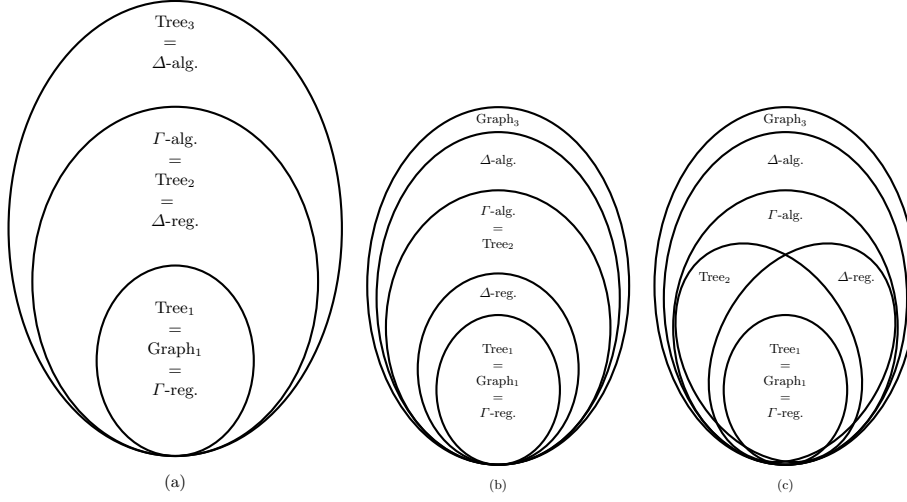 Tree₃
=
Δ-alg.
Γ-alg.
=
Tree₂
=
Δ-reg.
Tree₁
=
Graph₁
=
Γ-reg.
(a)
Graph₃
Δ-alg.
Γ-alg.
=
Tree₂
Δ-reg.
Tree₁
=
Graph₁
=
Γ-reg.
(b)
Graph₃
Δ-alg.
Γ-alg.
Tree₂
Δ-reg.
Tree₁
=
Graph₁
=
Γ-reg.
(c)